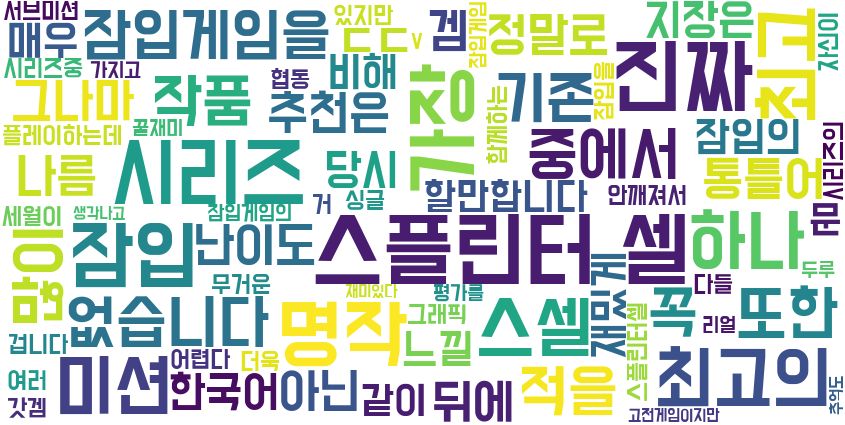 서브미션
매우
잠입게임을
있지만
ㄷㄷ
v
겜
잠입게임
정말로
지장은
진짜
최고
자신이
시리즈중
가지고
협동
비해
가장
기존
잠입을
그나마
작품
추천은
꿀재미
함께하는
중에서
잠입의
플레이하는데
나름
시리즈
당시
할만합니다
안깨져서
통틀어
시리즈의
세월이
생각나고
잠입게임의
거
싱글
많이
잠입
난이도
스플린터 셀
하나
무거운
재밌게
다들
두루
없습니다
재미있다
평가를
명작
그래픽
스셀
꼭
리얼
또한
겁니다
어렵다
더욱
느낄
스플린터셀
여러
미션
한국어
아닌
같이
뒤에
적을
최고의
갓겜
고전게임이지만
추억도